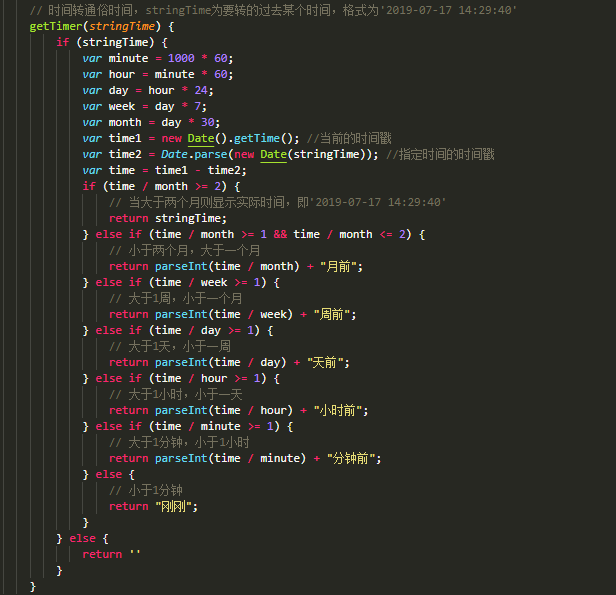 // 时间转通俗时间，stringTime为要转的过去某个时间，格式为'2019-07-17 14:29:40'
getTimer(stringTime) {
if (stringTime) {
var minute = 1000 * 60;
var hour = minute * 60;
var day = hour * 24;
var week = day * 7;
var month = day * 30;
var time1 = new Date().getTime(); //当前的时间戳
var time2 = Date.parse(new Date(stringTime)); //指定时间的时间戳
var time = time1 - time2;
if (time / month >= 2) {
// 当大于两个月则显示实际时间，即'2019-07-17 14:29:40'
return stringTime;
} else if (time / month >= 1 && time / month <= 2) {
// 小于两个月，大于一个月
return parseInt(time / month) + "月前";
} else if (time / week >= 1) {
// 大于1周，小于一个月
return parseInt(time / week) + "周前";
} else if (time / day >= 1) {
// 大于1天，小于一周
return parseInt(time / day) + "天前";
} else if (time / hour >= 1) {
// 大于1小时，小于一天
return parseInt(time / hour) + "小时前";
} else if (time / minute >= 1) {
// 大于1分钟，小于1小时
return parseInt(time / minute) + "分钟前";
} else {
// 小于1分钟
return "刚刚";
}
} else {
return ''
}
}